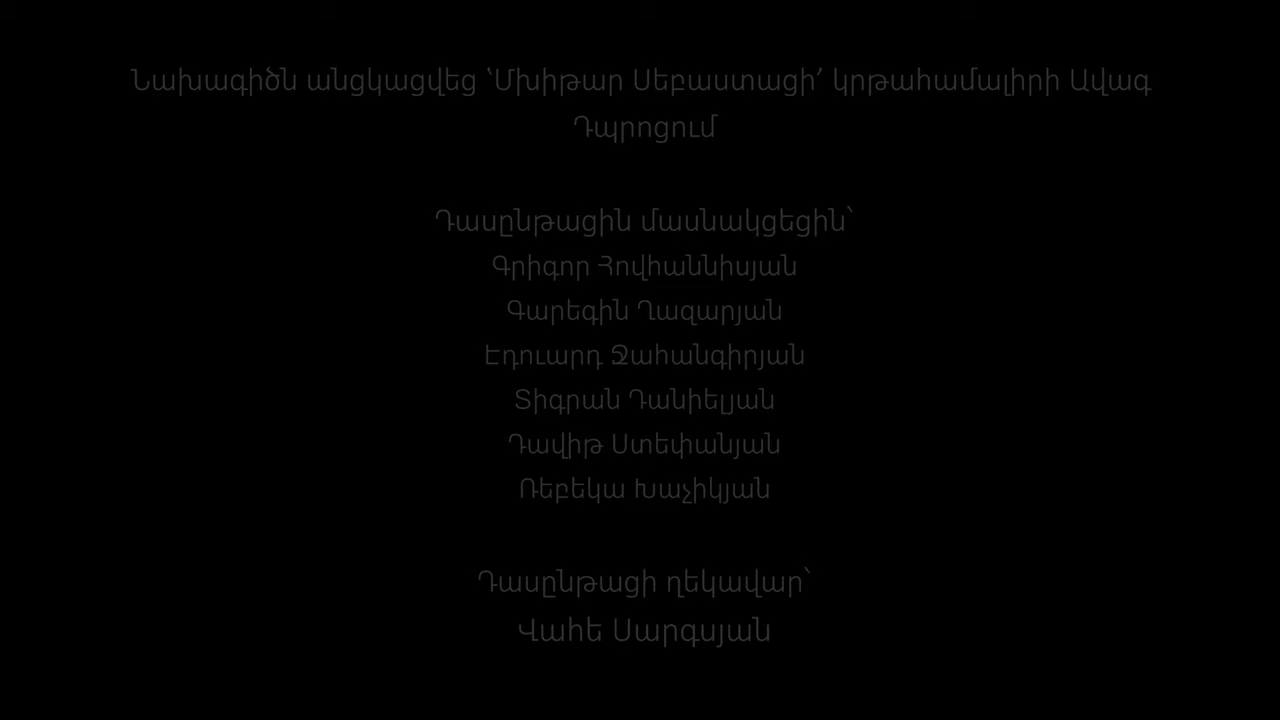 Նախագիծն անցկացվեց ՝Մխիթար Սեբաստացի՛ կրթահամալիրի Ավագ
Դպրոցում
Դասընթացին մասնակցեցին՝
Գրիգոր Հովհաննիսյան
Գարեգին Ղազարյան
Էդուարդ Ջահանգիրյան
Տիգրան Դանիելյան
Դավիթ Ստեփանյան
Ռեբեկա Խաչիկյան
Դասընթացի ղեկավար՝
Վահե Սարգսյան